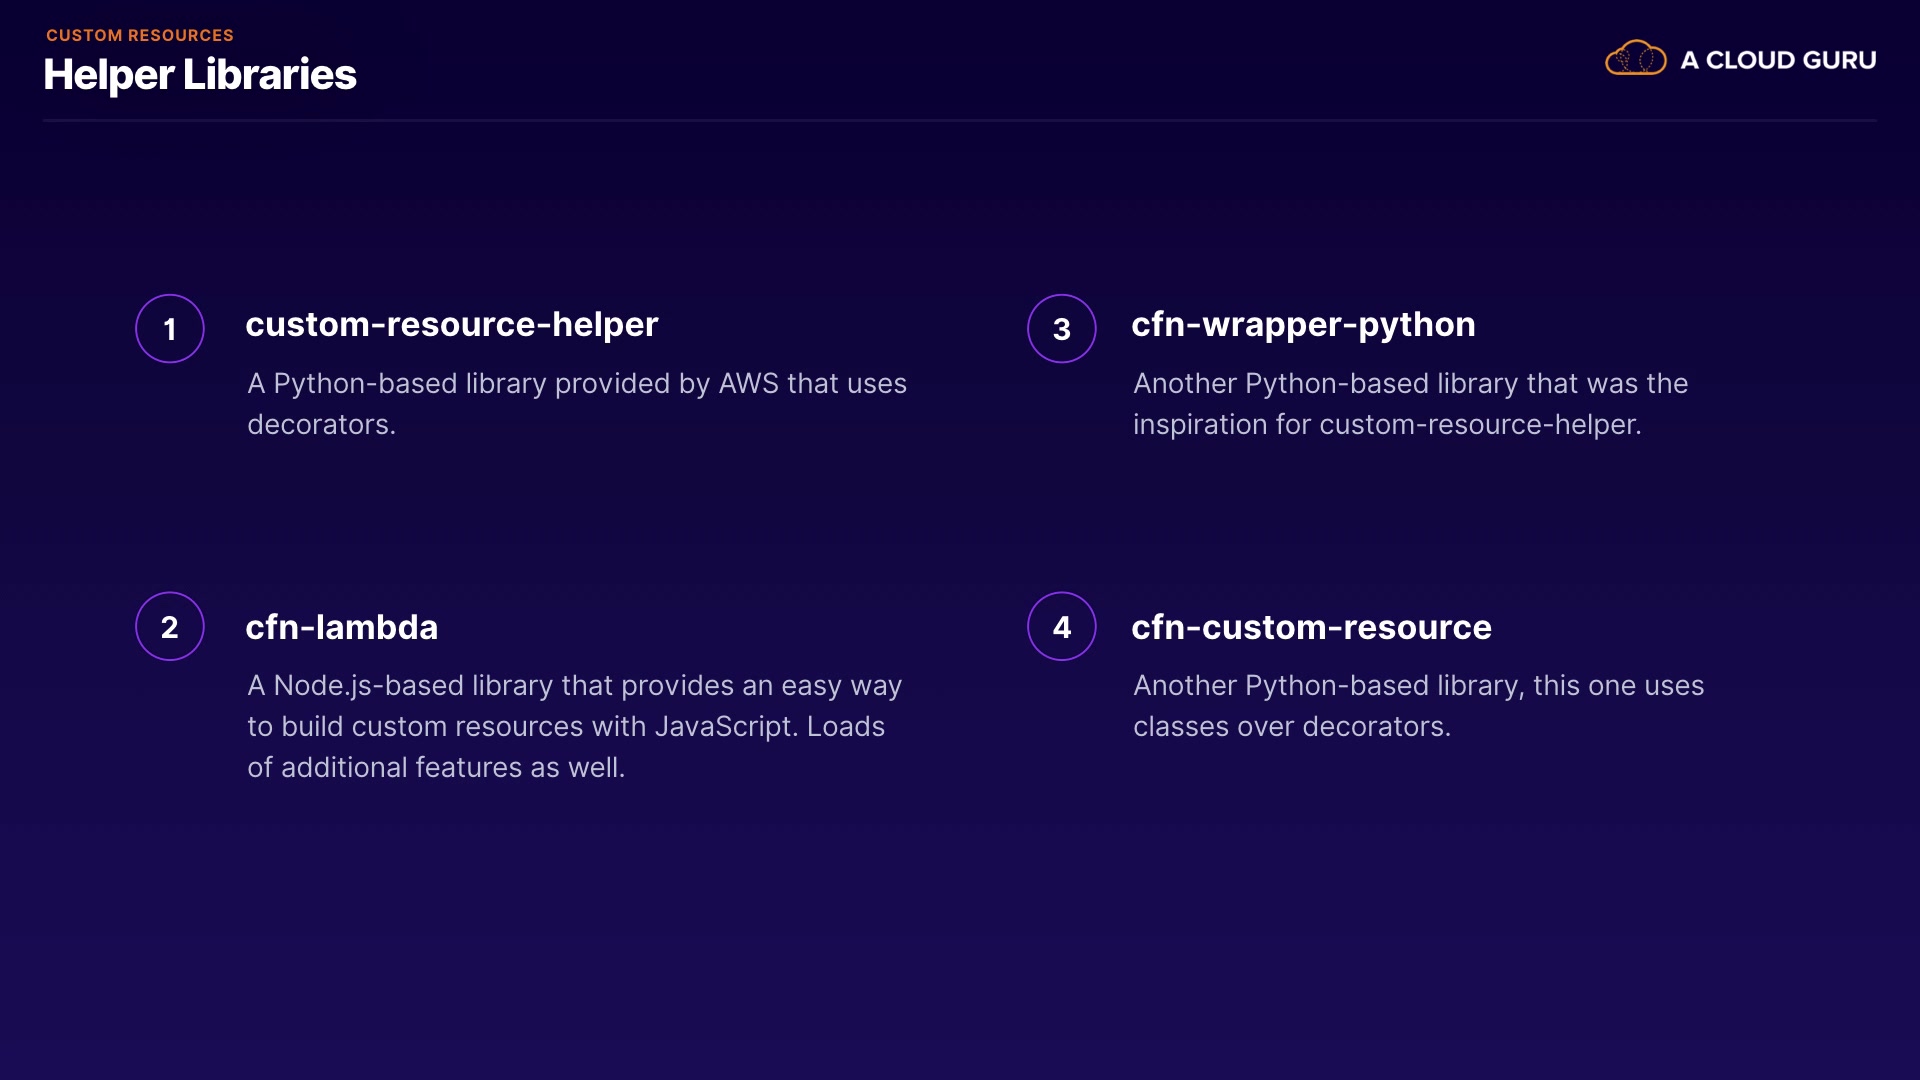 CUSTOM RESOURCES
Helper Libraries
A CLOUD GURU
1
custom-resource-helper
A Python-based library provided by AWS that uses
decorators.
2
cfn-lambda
A Node.js-based library that provides an easy way
to build custom resources with JavaScript. Loads
of additional features as well.
3
cfn-wrapper-python
Another Python-based library that was the
inspiration for custom-resource-helper.
4
cfn-custom-resource
Another Python-based library, this one uses
classes over decorators.